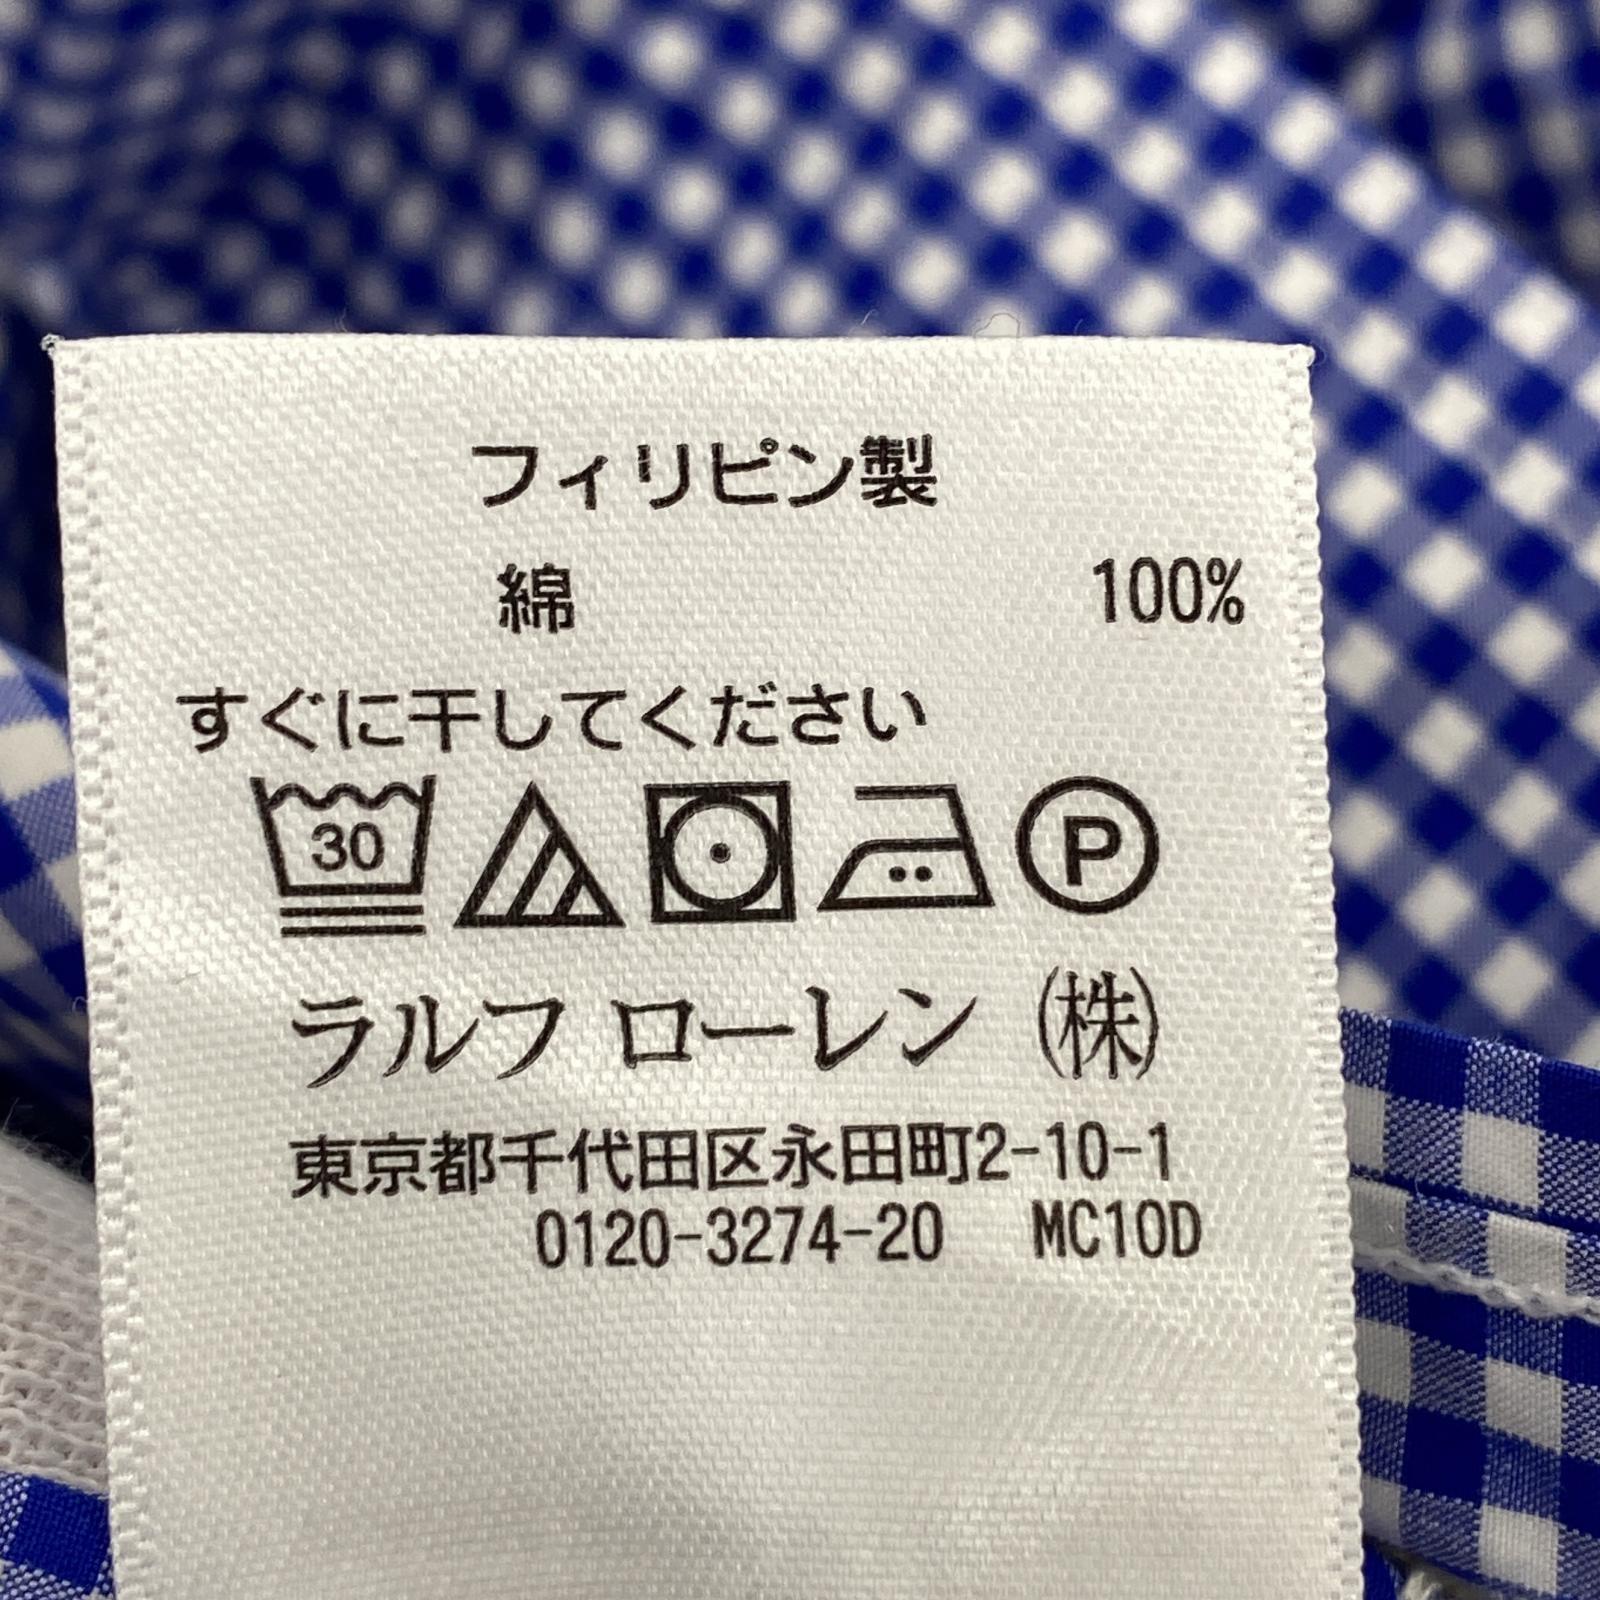 フィリピン製
綿 100%
すぐに干してください
30 P
ラルフ ローレン ㈱
東京都千代田区永田町2-10-1
0120-3274-20 MC10D